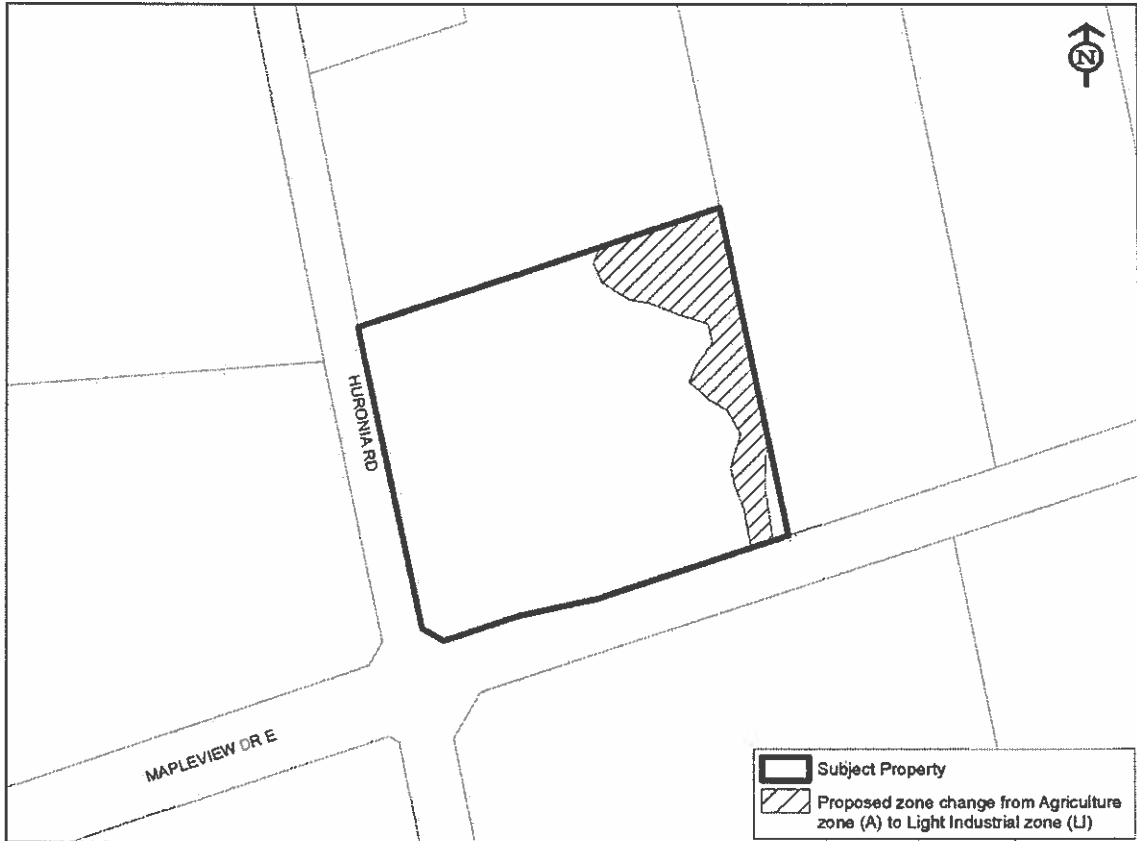 N
HURONIA RD
MAPLEVIEW DR E
Subject Property
Proposed zone change from Agriculture
zone (A) to Light Industrial zone (LI)